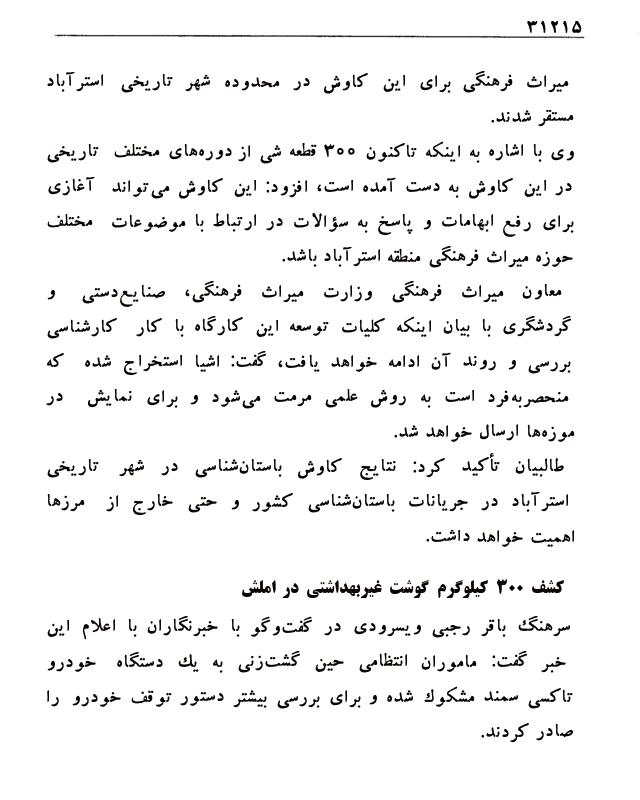 ۳۱۲۱۵
میراث فرهنگی برای این کاوش در محدوده شهر تاریخی استرآباد
مستقر شدند.
وی با اشاره به اینکه تاکنون ۳۰۰ قطعه شی از دوره‌های مختلف تاریخی
در این کاوش به دست آمده است، افزود: این کاوش می‌تواند آغازی
برای رفع ابهامات و پاسخ به سؤالات در ارتباط با موضوعات مختلف
حوزه میراث فرهنگی منطقه استرآباد باشد.
معاون میراث فرهنگی وزارت میراث فرهنگی، صنایع‌دستی و
گردشگری با بیان اینکه کلیات توسعه این کارگاه با کار کارشناسی
بررسی و روند آن ادامه خواهد یافت، گفت: اشیا استخراج شده که
منحصربه‌فرد است به روش علمی مرمت می‌شود و برای نمایش در
موزه‌ها ارسال خواهد شد.
طالبیان تأکید کرد: نتایج کاوش باستان‌شناسی در شهر تاریخی
استرآباد در جریانات باستان‌شناسی کشور و حتی خارج از مرزها
اهمیت خواهد داشت.
کشف ۳۰۰ کیلوگرم گوشت غیربهداشتی در املش
سرهنگ باقر رجبی ویسرودی در گفت‌وگو با خبرنگاران با اعلام این
خبر گفت: ماموران انتظامی حین گشت‌زنی به یك دستگاه خودرو
تاکسی سمند مشکوك شده و برای بررسی بیشتر دستور توقف خودرو را
صادر کردند.